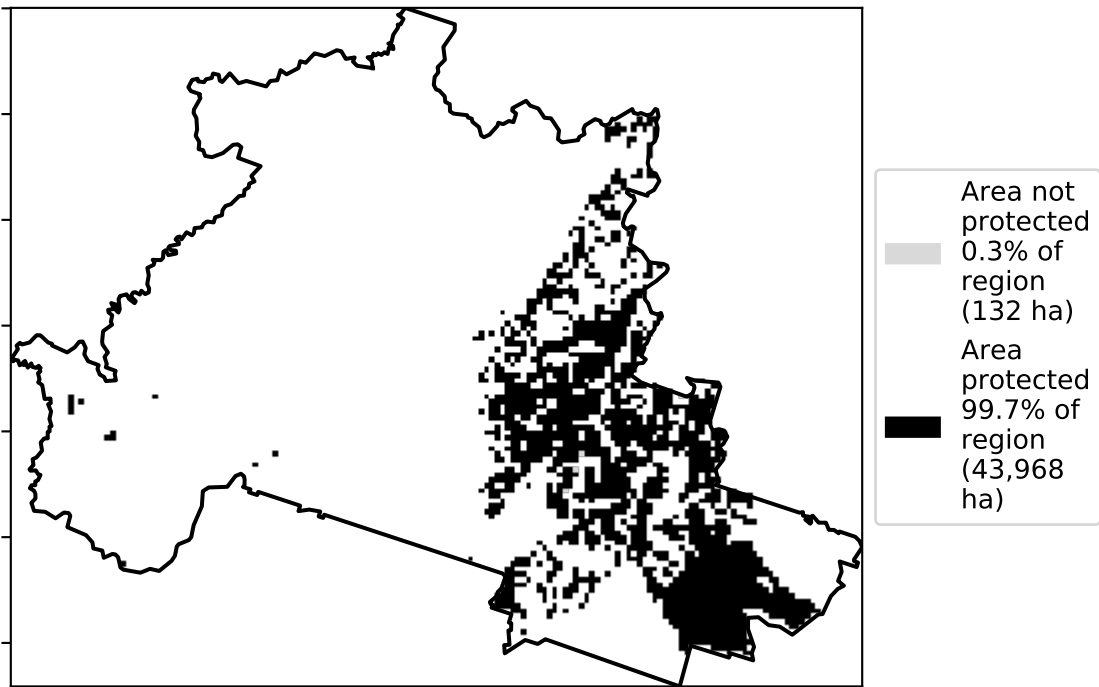 Area not
protected
0.3% of
region
(132 ha)
Area
protected
99.7% of
region
(43,968
ha)